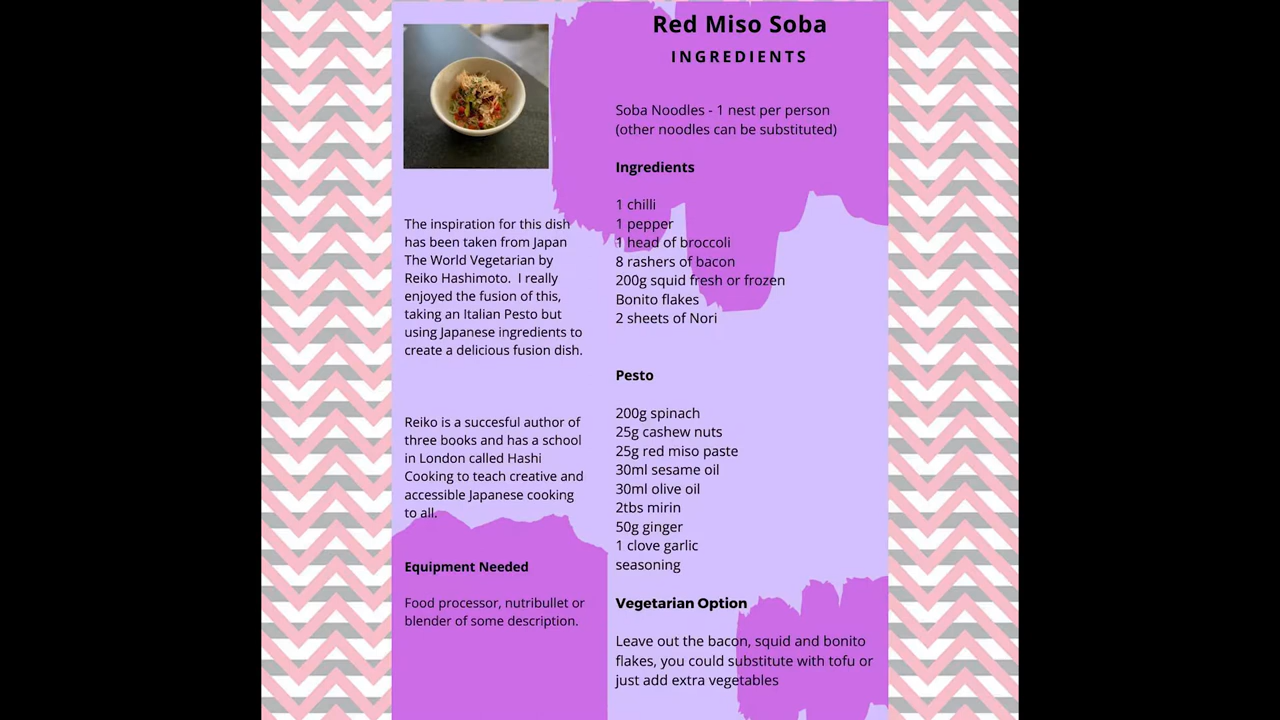 Red Miso Soba
INGREDIENTS
Soba Noodles - 1 nest per person
(other noodles can be substituted)
Ingredients
1 chilli
1 pepper
1 head of broccoli
8 rashers of bacon
200g squid fresh or frozen
Bonito flakes
2 sheets of Nori
Pesto
200g spinach
25g cashew nuts
25g red miso paste
30ml sesame oil
30ml olive oil
2tbs mirin
50g ginger
1 clove garlic
seasoning
Vegetarian Option
Leave out the bacon, squid and bonito
flakes, you could substitute with tofu or
just add extra vegetables
The inspiration for this dish
has been taken from Japan
The World Vegetarian by
Reiko Hashimoto.  I really
enjoyed the fusion of this,
taking an Italian Pesto but
using Japanese ingredients to
create a delicious fusion dish.
Reiko is a succesful author of
three books and has a school
in London called Hashi
Cooking to teach creative and
accessible Japanese cooking
to all.
Equipment Needed
Food processor, nutribullet or
blender of some description.